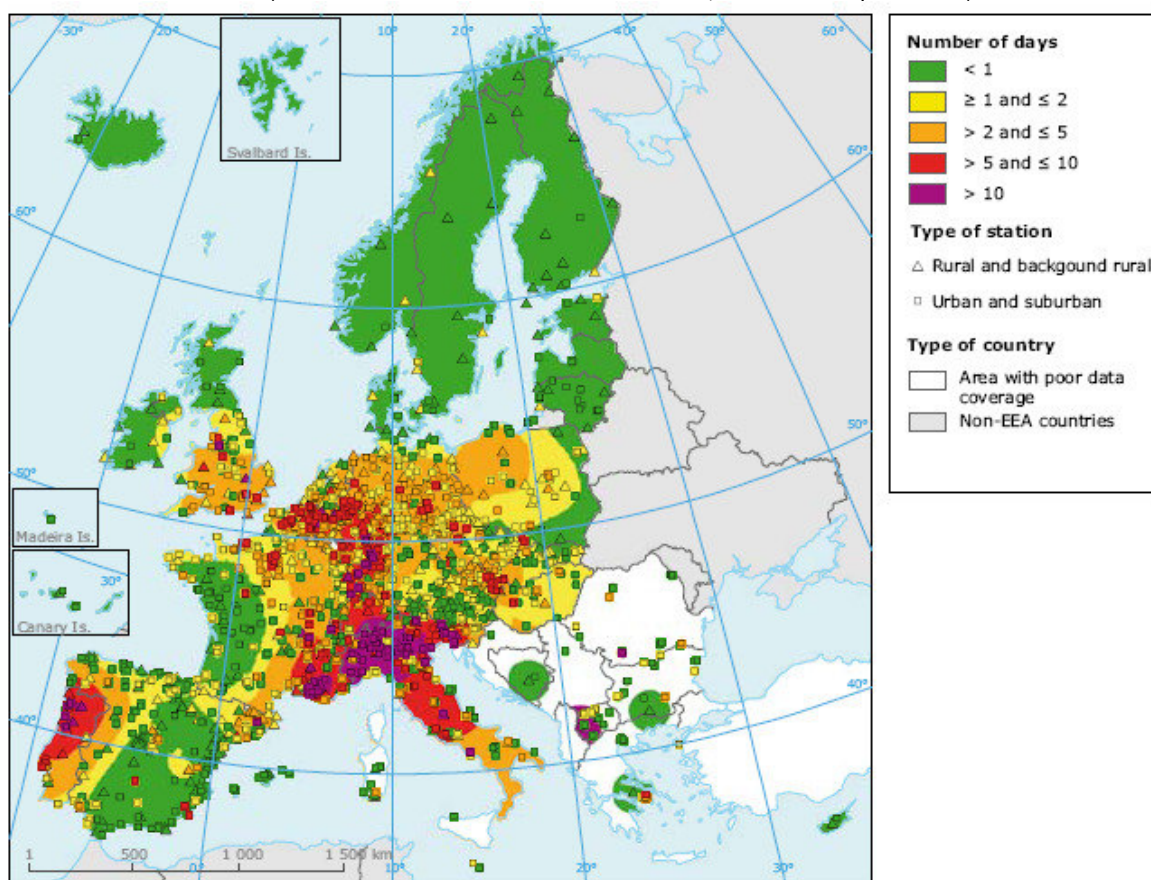 -30°
-20°
10°
20°
30°
60°
Svalbard Is.
60°
60°
50°
50°
Madeira Is.
30°
Canary Is.
40°
40°
1 500 1 000 1 500 km
0°
10°
20°
30°
Number of days
< 1
≥ 1 and ≤ 2
> 2 and ≤ 5
> 5 and ≤ 10
> 10
Type of station
Rural and backgound rural
Urban and suburban
Type of country
Area with poor data
coverage
Non-EEA countries